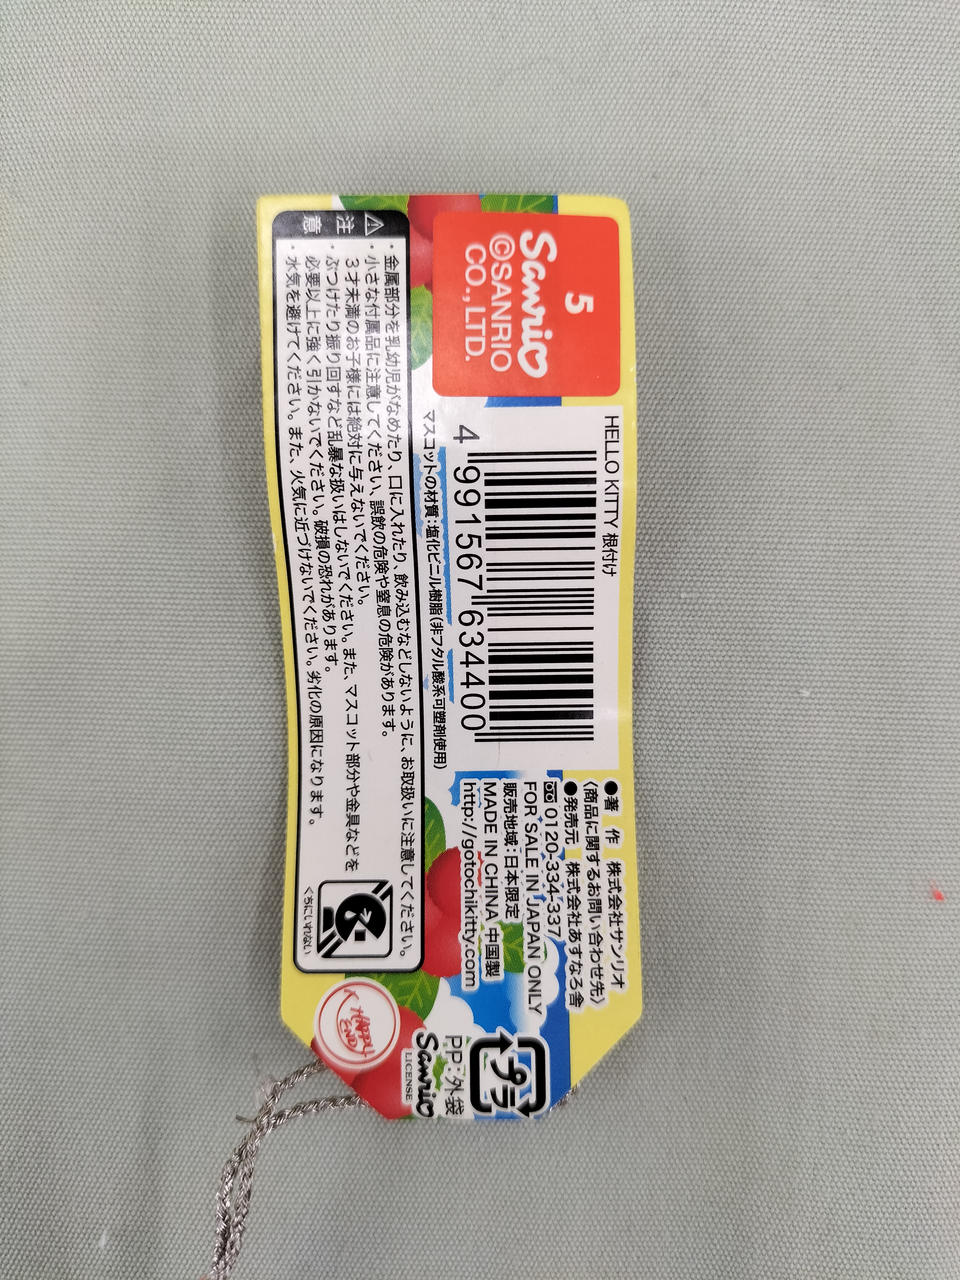 5
Sanrio
©SANRIO
CO., LTD.
HELLO KITTY 根付け
4 991567 634400
マスコットの材質:塩化ビニル樹脂(非フタル酸系可塑剤使用)
⚠注意
・金属部分を乳幼児がなめたり、口に入れたり、飲み込むなどしないように、お取扱いに注意してください。
・小さな付属品に注意してください、誤飲の危険や窒息の危険があります。
3才未満のお子様には絶対に与えないでください。
・ぶつけたり振り回すなど乱暴な扱いはしないでください。また、マスコット部分や金具などを
必要以上に強く引かないでください。破損の恐れがあります。
・水気を避けてください。また、火気に近づけないでください。劣化の原因になります。
くちにいれない
●著 作 株式会社サンリオ
〈商品に関するお問い合わせ先〉
●発売元 株式会社あすなろ舎
0120-334-337
FOR SALE IN JAPAN ONLY
販売地域:日本限定
MADE IN CHINA 中国製
http://gotochikitty.com
プラ
PP:外袋
Sanrio
LICENSE
HAPPY
END